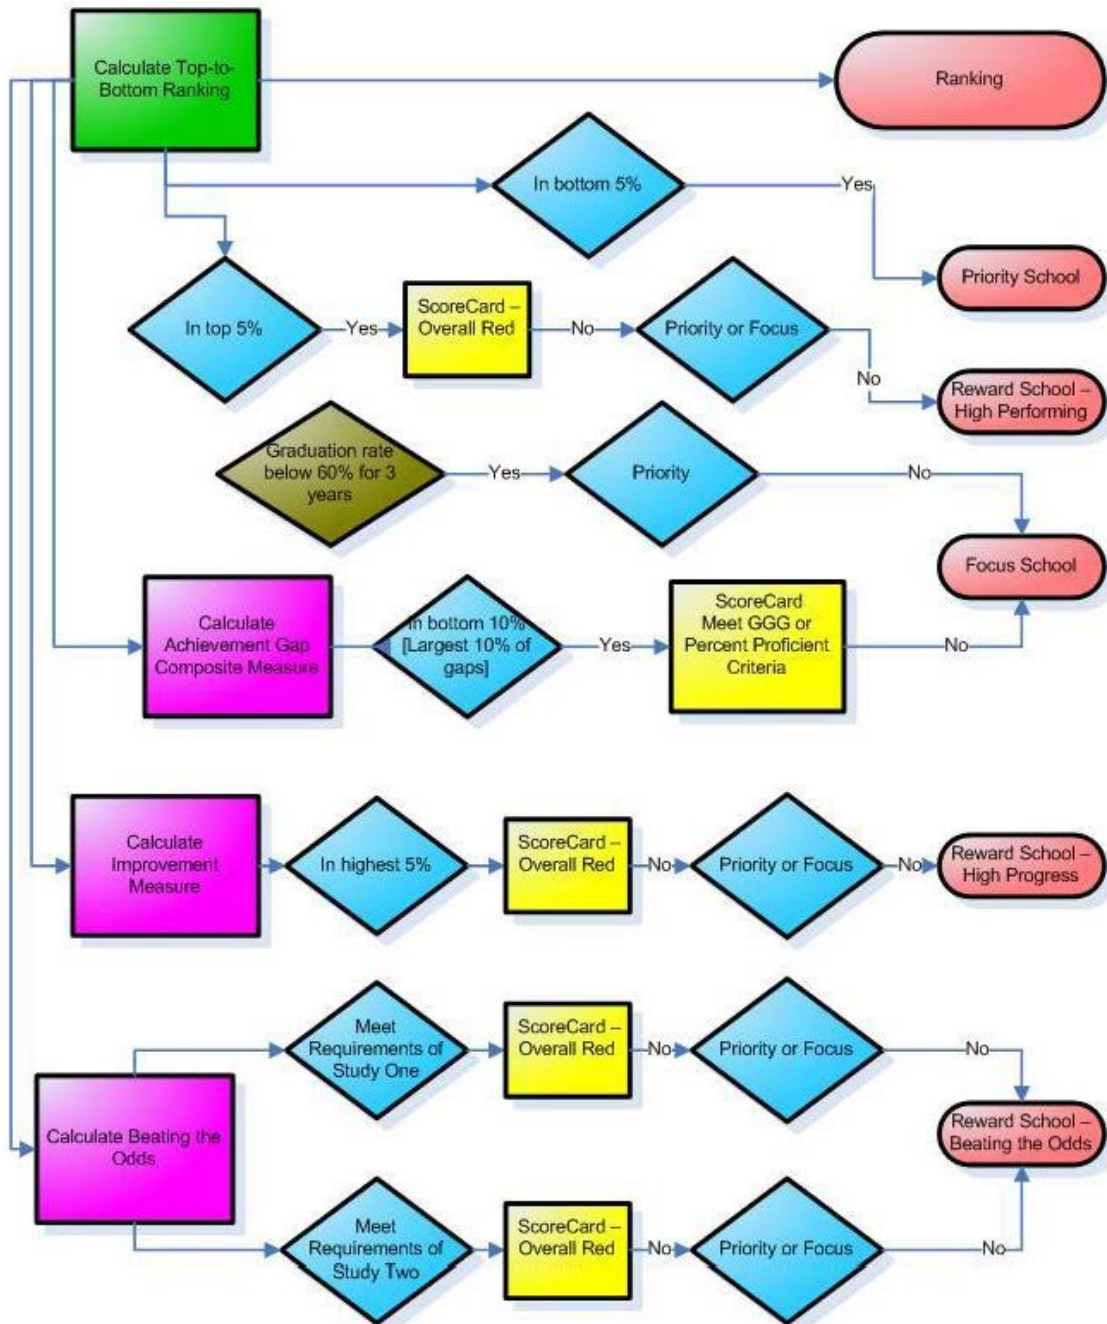 Calculate Top-to-
Bottom Ranking
Ranking
In bottom 5%
Yes
Priority School
In top 5%
Yes
ScoreCard –
Overall Red
No
Priority or Focus
No
Reward School –
High Performing
Graduation rate
below 60% for 3
years
Yes
Priority
No
Focus School
Calculate
Achievement Gap
Composite Measure
In bottom 10%
[Largest 10% of
gaps]
Yes
ScoreCard
Meet GGG or
Percent Proficient
Criteria
No
Calculate
Improvement
Measure
In highest 5%
ScoreCard –
Overall Red
No
Priority or Focus
No
Reward School –
High Progress
Meet
Requirements of
Study One
ScoreCard –
Overall Red
No
Priority or Focus
No
Calculate Beating the
Odds
Reward School –
Beating the Odds
Meet
Requirements of
Study Two
ScoreCard –
Overall Red
No
Priority or Focus
No